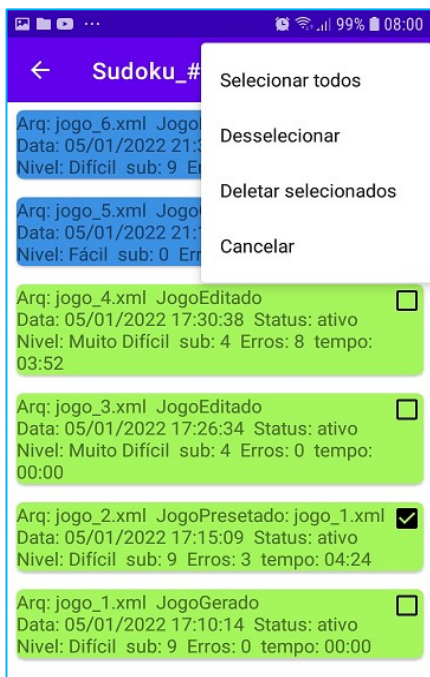 99% 08:00
Sudoku_#
Selecionar todos
Desselecionar
Deletar selecionados
Cancelar
Arq: jogo_6.xml
Data: 05/01/2022
Nivel: Difícil sub: 9
Arq: jogo_5.xml
Data: 05/01/2022
Nivel: Fácil sub: 0
Arq: jogo_4.xml JogoEditado
Data: 05/01/2022 17:30:38 Status: ativo
Nivel: Muito Difícil sub: 4 Erros: 8 tempo:
03:52
Arq: jogo_3.xml JogoEditado
Data: 05/01/2022 17:26:34 Status: ativo
Nivel: Muito Difícil sub: 4 Erros: 0 tempo:
00:00
Arq: jogo_2.xml JogoPresetado: jogo_1.xml
Data: 05/01/2022 17:15:09 Status: ativo
Nivel: Difícil sub: 9 Erros: 3 tempo: 04:24
Arq: jogo_1.xml JogoGerado
Data: 05/01/2022 17:10:14 Status: ativo
Nivel: Difícil sub: 9 Erros: 0 tempo: 00:00